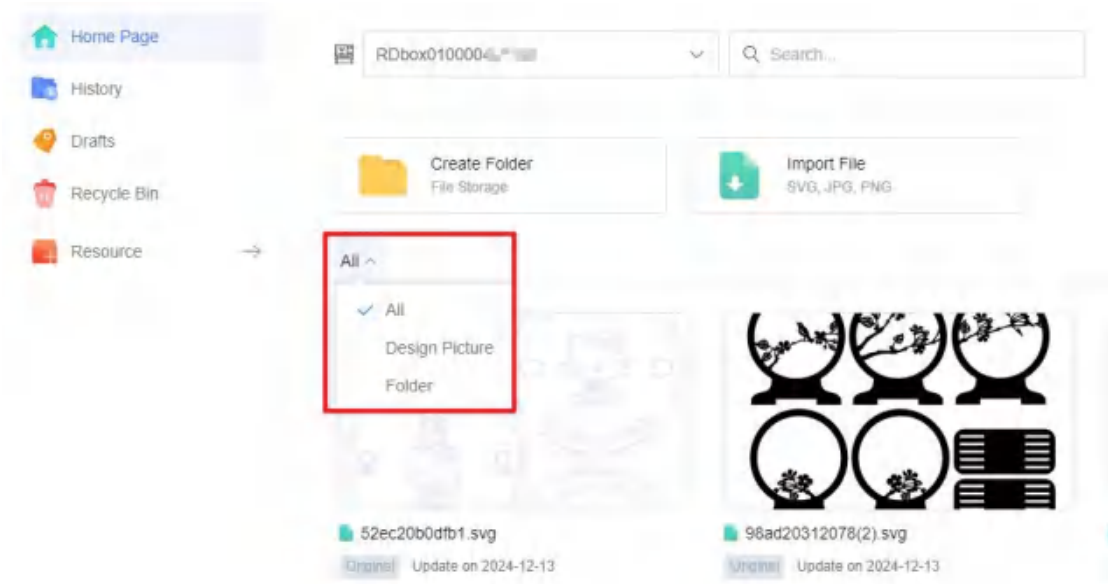 Home Page
History
Drafts
Recycle Bin
Resource
RDbox010000
Search...
Create Folder
File Storage
Import File
SVG, JPG, PNG
All
All
Design Picture
Folder
52ec20b0dfb1.svg
Original Update on 2024-12-13
98ad20312078(2).svg
Original Update on 2024-12-13